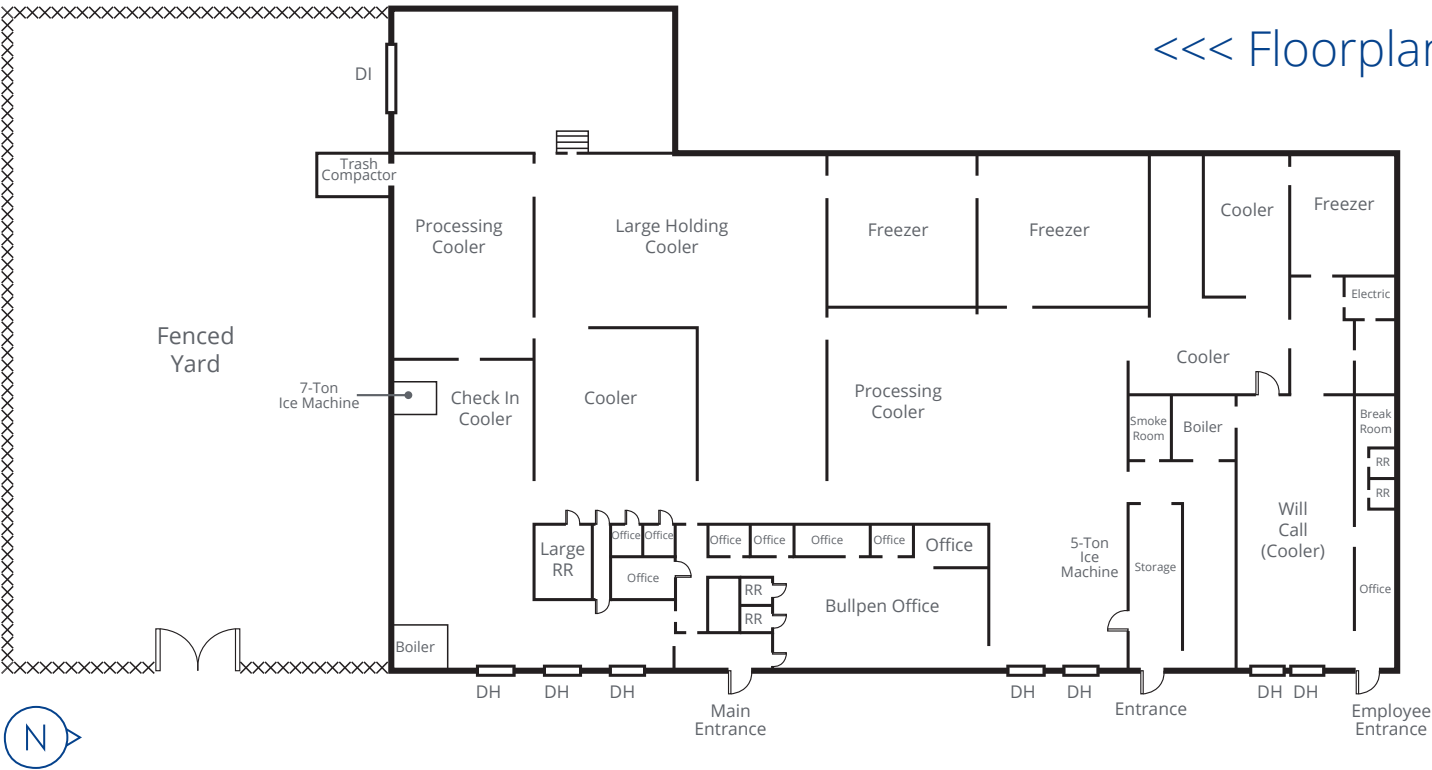 <<< Floorplan
DI
Trash
Compactor
Processing
Cooler
Large Holding
Cooler
Freezer
Freezer
Cooler
Freezer
Electric
Fenced
Yard
7-Ton
Ice Machine
Check In
Cooler
Cooler
Processing
Cooler
Cooler
Smoke
Room
Boiler
Break
Room
RR
RR
Will
Call
(Cooler)
Large
RR
Office
Office
Office
Office
Office
Office
Office
Office
Office
RR
RR
Bullpen Office
5-Ton
Ice
Machine
Storage
Office
Boiler
DH
DH
DH
Main
Entrance
DH
DH
Entrance
DH
DH
Employee
Entrance
N